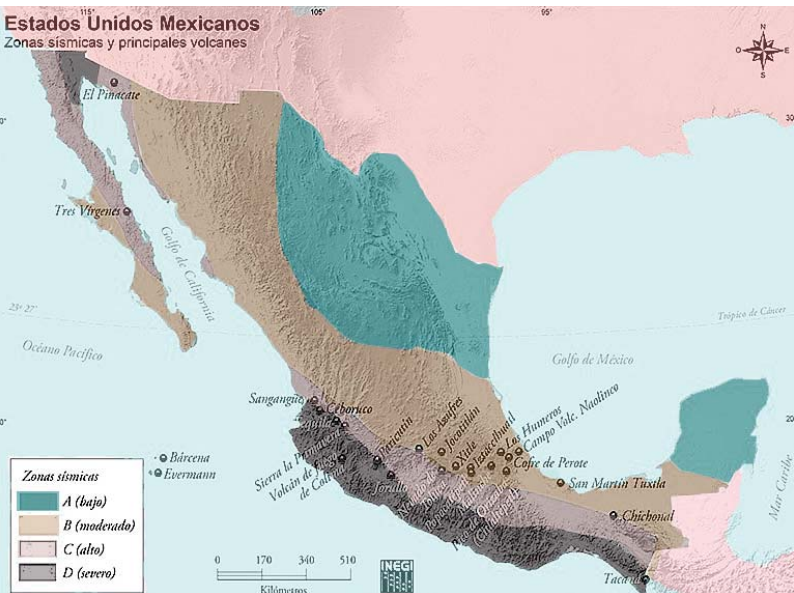 Estados Unidos Mexicanos
Zonas sísmicas y principales volcanes
115°
105°
95°
N
O
E
S
El Pinacate
30°
Tres Vírgenes
Golfo de California
23° 27'
Trópico de Cáncer
Océano Pacífico
Golfo de México
Sangangüey
Ceboruco
20°
Sierra la Primavera
Volcán de
de Colima
Paricutín
Jorullo
Los Azufres
Jocotitlán
Xitle
Iztaccíhuatl
Los Humeros
Campo Volc. Naolinco
Cofre de Perote
San Martín Tuxtla
Chichonal
Tacaná
Mar Caribe
Bárcena
Evermann
Zonas sísmicas
A (bajo)
B (moderado)
C (alto)
D (severo)
0 170 340 510
Kilómetros
INEGI